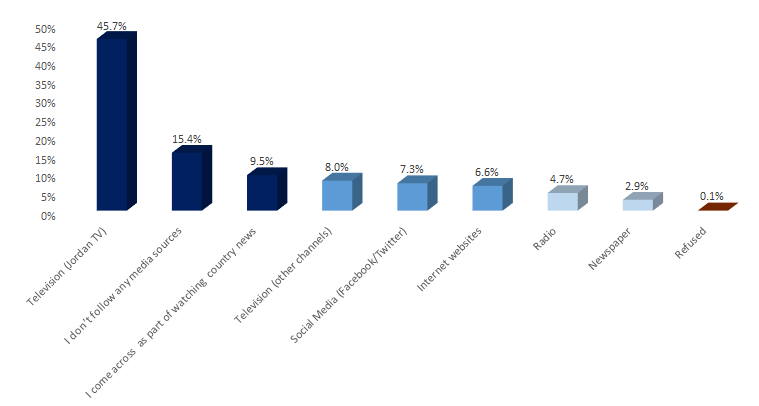 50%
45%
40%
35%
30%
25%
20%
15%
10%
5%
0%
45.7%
15.4%
9.5%
8.0%
7.3%
6.6%
4.7%
2.9%
0.1%
Television (Jordan TV)
I don't follow any media sources
I come across as part of watching country news
Television (other channels)
Social Media (Facebook/Twitter)
Internet websites
Radio
Newspaper
Refused